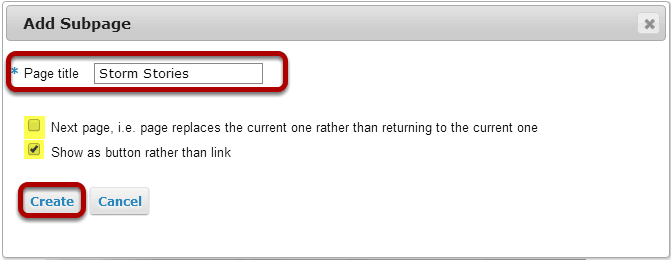 Add Subpage
* Page title Storm Stories
Next page, i.e. page replaces the current one rather than returning to the current one
Show as button rather than link
Create Cancel